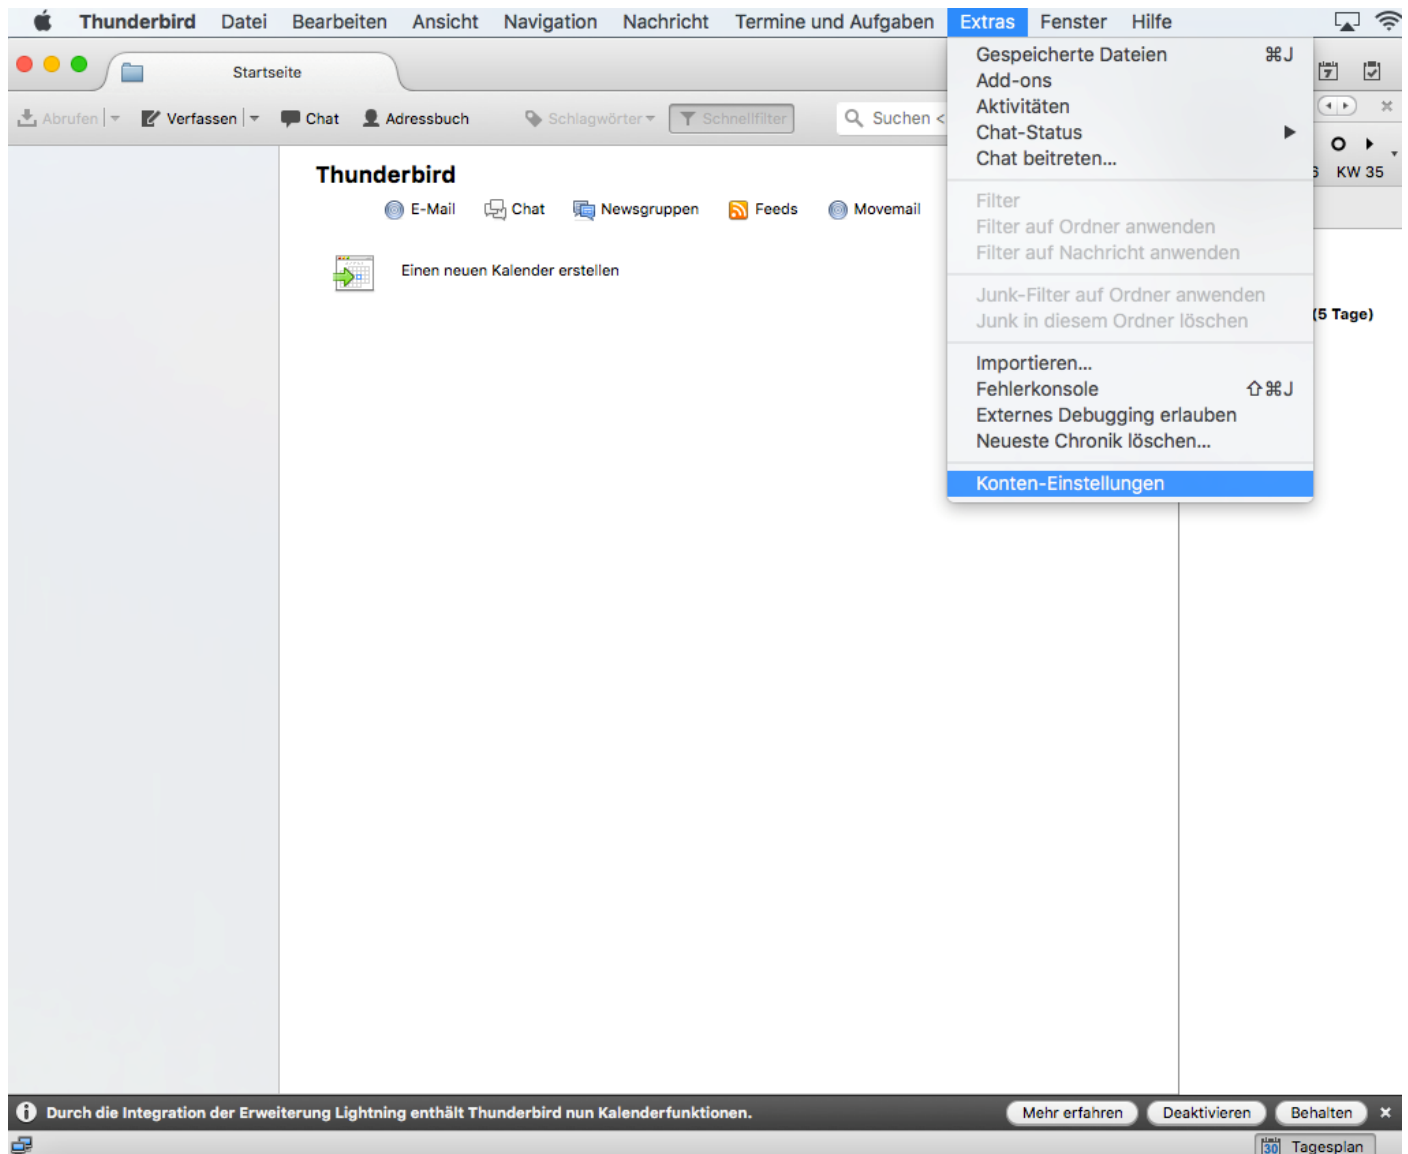 Thunderbird Datei Bearbeiten Ansicht Navigation Nachricht Termine und Aufgaben Extras Fenster Hilfe
Startseite
Abrufen Verfassen Chat Adressbuch Schlagwörter Schnellfilter Suchen <
Gespeicherte Dateien ⌘J
Add-ons
Aktivitäten
Chat-Status
Chat beitreten...
Filter
Filter auf Ordner anwenden
Filter auf Nachricht anwenden
Junk-Filter auf Ordner anwenden
Junk in diesem Ordner löschen
Importieren...
Fehlerkonsole ⇧⌘J
Externes Debugging erlauben
Neueste Chronik löschen...
Konten-Einstellungen
7
KW 35
(5 Tage)
Thunderbird
E-Mail Chat Newsgruppen Feeds Movemail
Einen neuen Kalender erstellen
Durch die Integration der Erweiterung Lightning enthält Thunderbird nun Kalenderfunktionen. Mehr erfahren Deaktivieren Behalten
30 Tagesplan